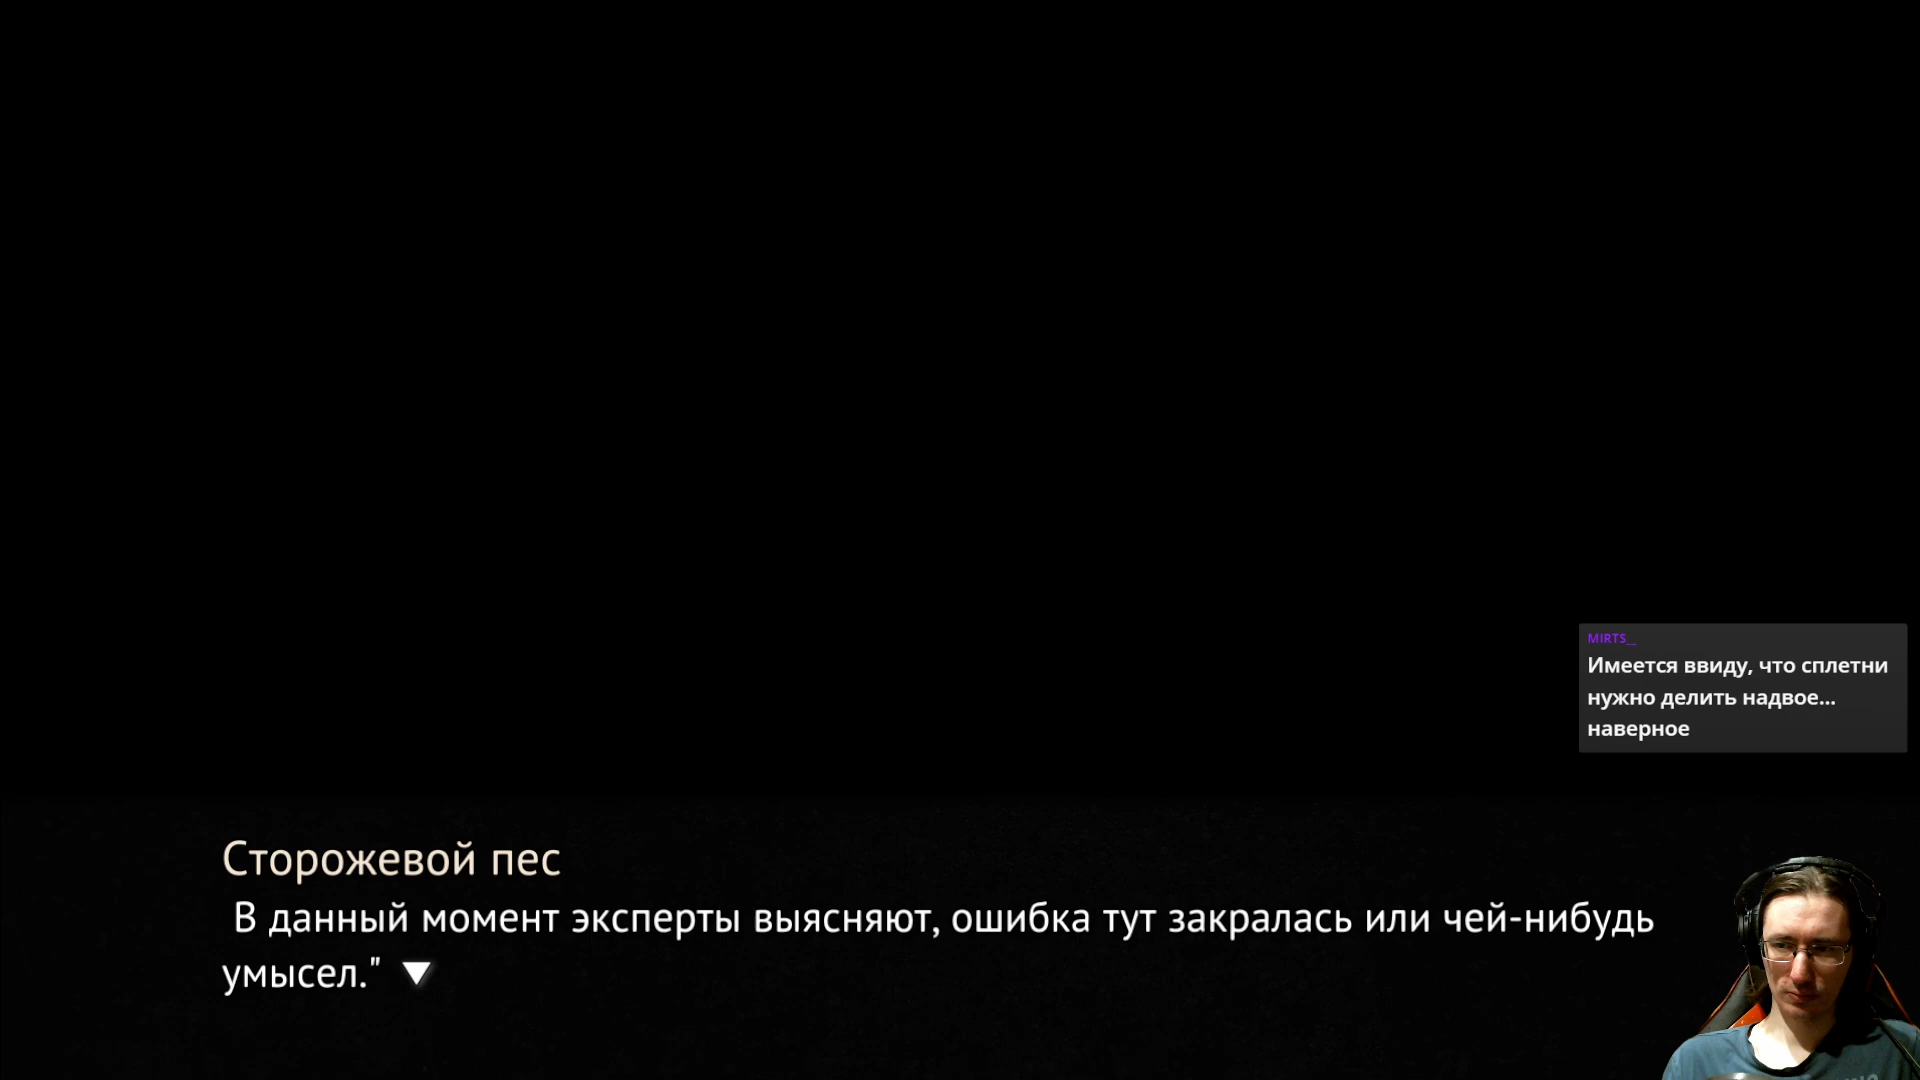 MIRTS__
Имеется ввиду, что сплетни
нужно делить надвое...
наверное
Сторожевой пес
В данный момент эксперты выясняют, ошибка тут закралась или чей-нибудь
умысел."